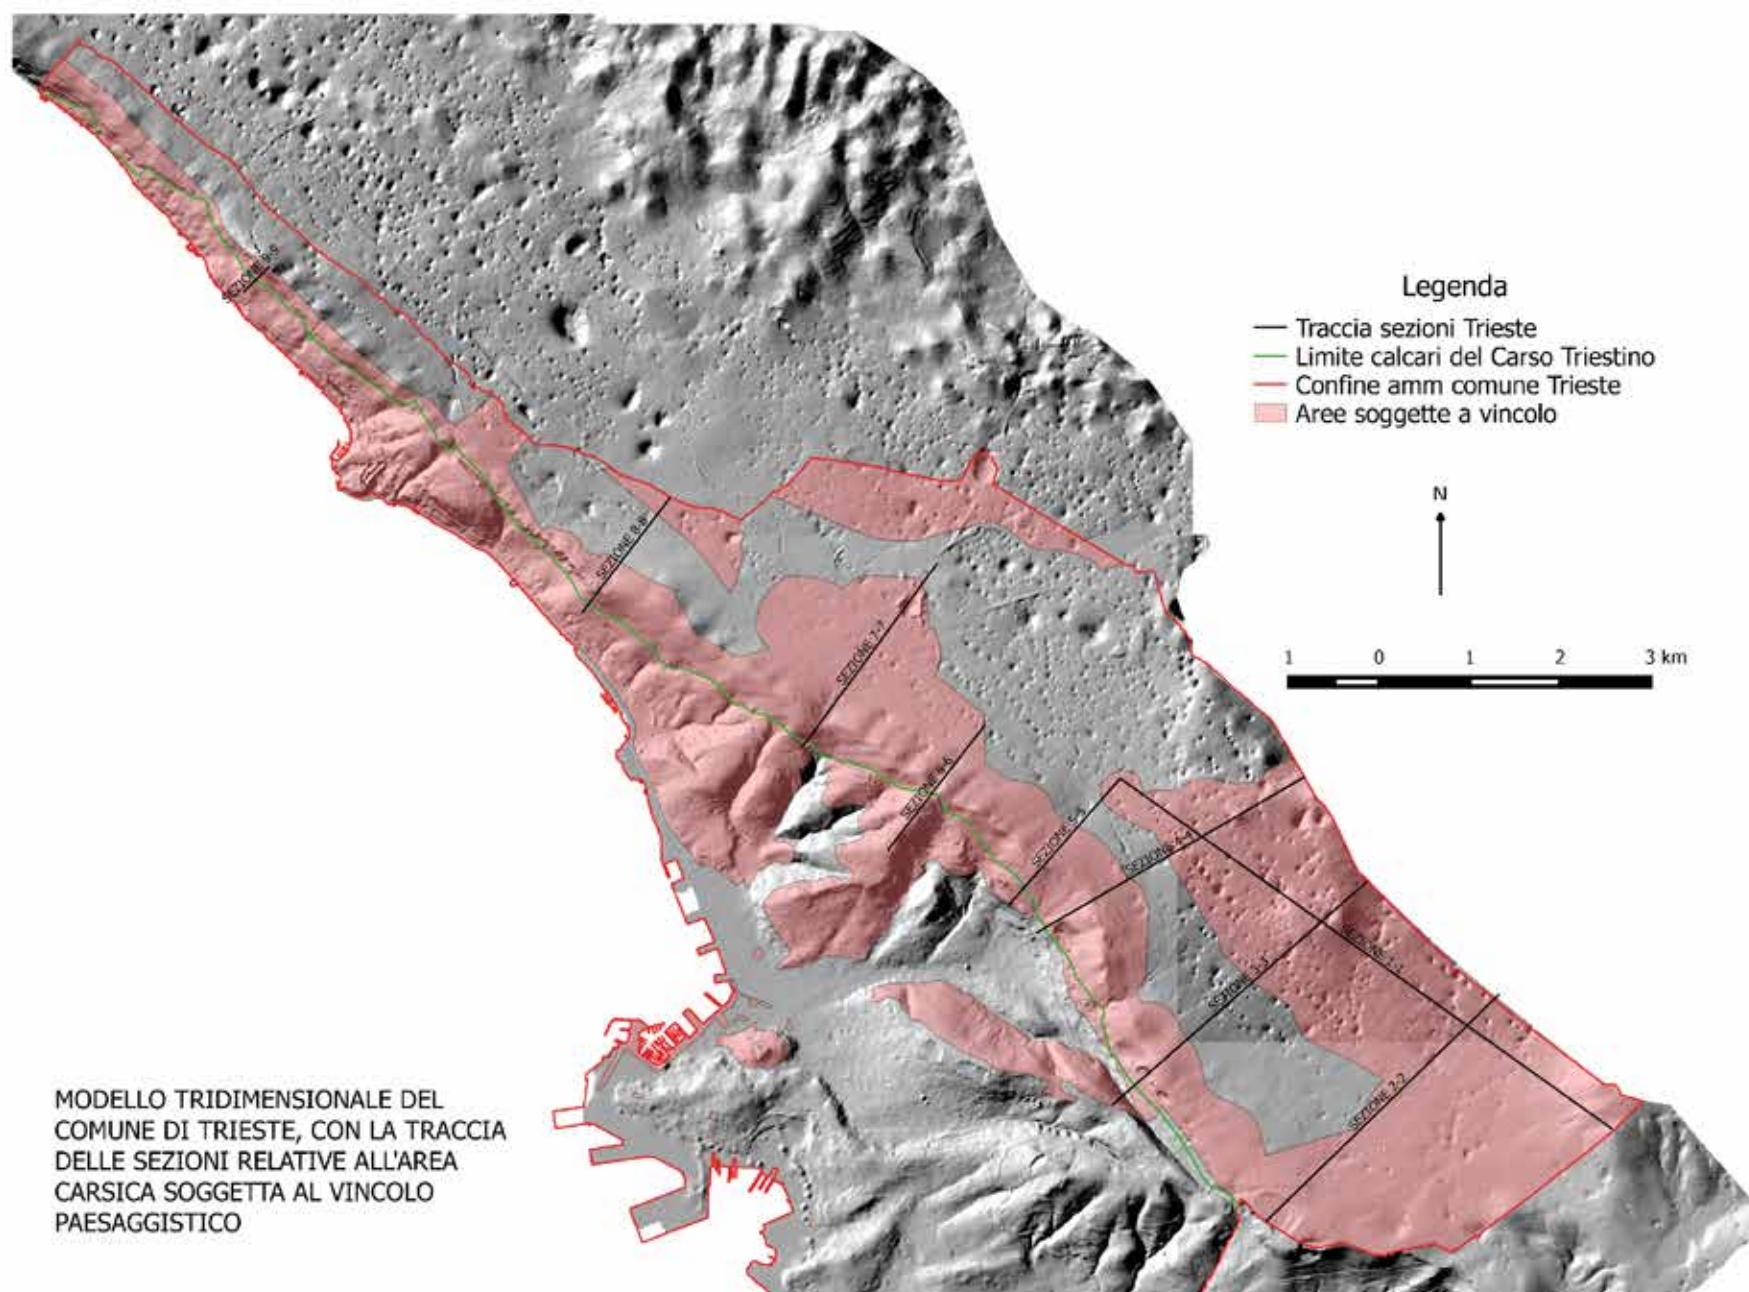 Legenda
Traccia sezioni Trieste
Limite calcari del Carso Triestino
Confine amm comune Trieste
Aree soggette a vincolo
N
1 0 1 2 3 km
SEZIONE 9-9
SEZIONE 8-8
SEZIONE 7-7
SEZIONE 6-6
SEZIONE 5-5
SEZIONE 4-4
SEZIONE 1-1
SEZIONE 3-3
SEZIONE 2-2
MODELLO TRIDIMENSIONALE DEL
COMUNE DI TRIESTE, CON LA TRACCIA
DELLE SEZIONI RELATIVE ALL'AREA
CARSICA SOGGETTA AL VINCOLO
PAESAGGISTICO